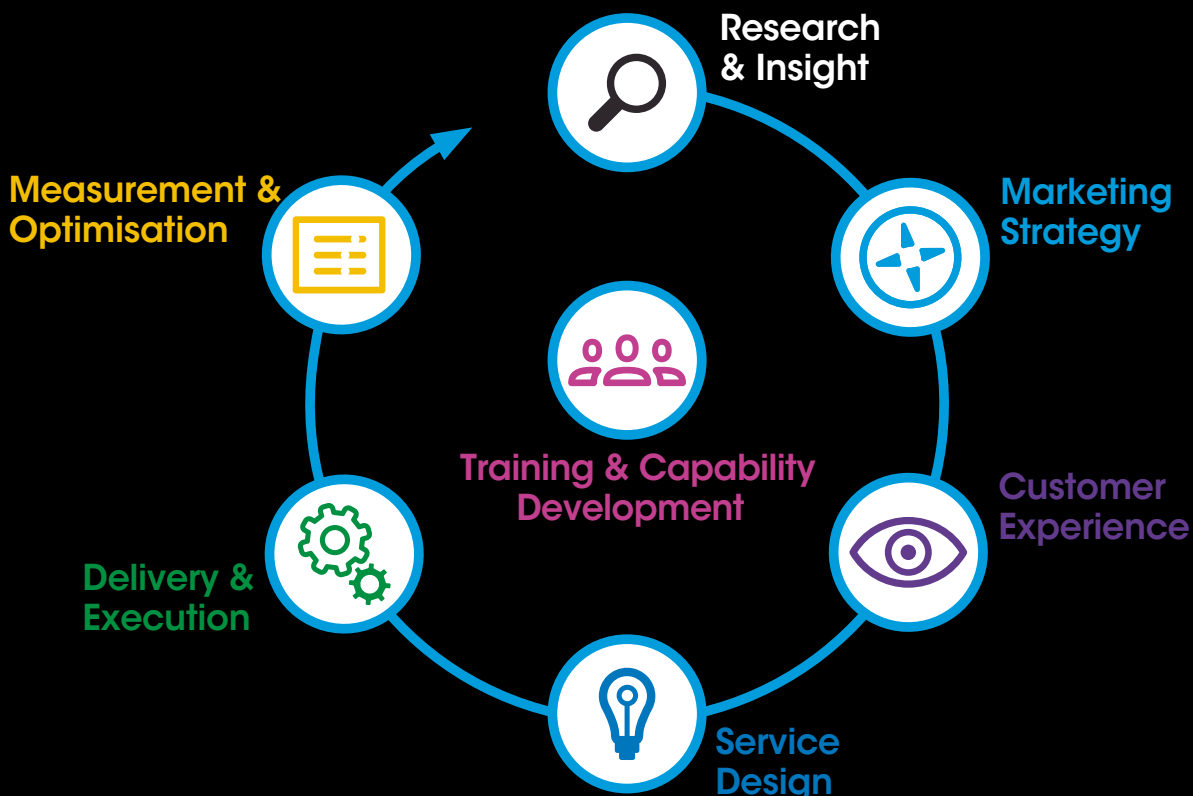 Research
& Insight
Marketing
Strategy
Customer
Experience
Service
Design
Delivery &
Execution
Measurement &
Optimisation
Training & Capability
Development